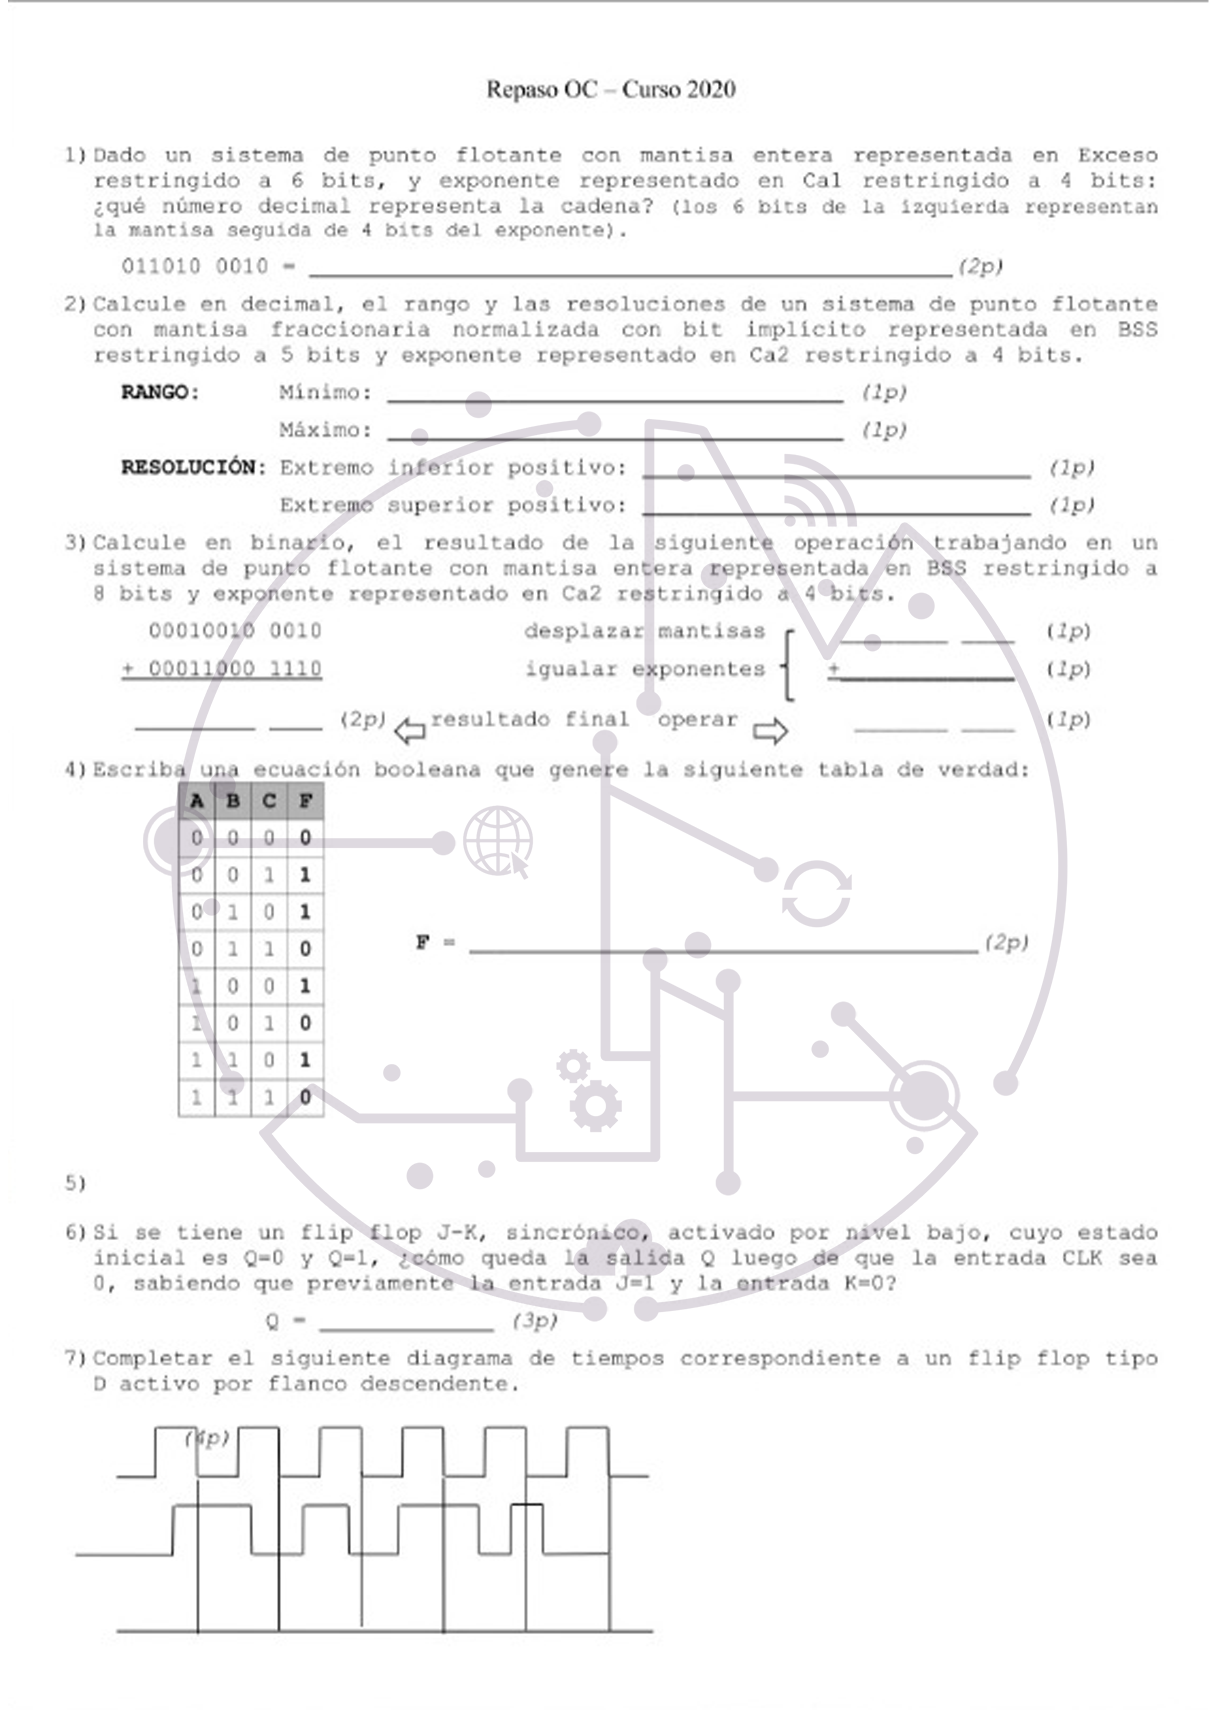 Repaso OC – Curso 2020
1) Dado un sistema de punto flotante con mantisa entera representada en Exceso
restringido a 6 bits, y exponente representado en Ca1 restringido a 4 bits:
¿qué número decimal representa la cadena? (los 6 bits de la izquierda representan
la mantisa seguida de 4 bits del exponente).
011010 0010 = ____________________ (2p)
2) Calcule en decimal, el rango y las resoluciones de un sistema de punto flotante
con mantisa fraccionaria normalizada con bit implícito representada en BSS
restringido a 5 bits y exponente representado en Ca2 restringido a 4 bits.
RANGO: Mínimo: ____________________ (1p)
Máximo: ____________________ (1p)
RESOLUCIÓN: Extremo inferior positivo: ____________________ (1p)
Extremo superior positivo: ____________________ (1p)
3) Calcule en binario, el resultado de la siguiente operación trabajando en un
sistema de punto flotante con mantisa entera representada en BSS restringido a
8 bits y exponente representado en Ca2 restringido a 4 bits.
00010010 0010 desplazar mantisas ________ ____ (1p)
+ 00011000 1110 igualar exponentes +____________ (1p)
________ ____ (2p) resultado final operar ________ ____ (1p)
4) Escriba una ecuación booleana que genere la siguiente tabla de verdad:
A B C F
0 0 0 0
0 0 1 1
0 1 0 1
0 1 1 0
F = ____________________ (2p)
1 0 0 1
1 0 1 0
1 1 0 1
1 1 1 0
5)
6) Si se tiene un flip flop J-K, sincrónico, activado por nivel bajo, cuyo estado
inicial es Q=0 y Q=1, ¿cómo queda la salida Q luego de que la entrada CLK sea
0, sabiendo que previamente la entrada J=1 y la entrada K=0?
Q = __________ (3p)
7) Completar el siguiente diagrama de tiempos correspondiente a un flip flop tipo
D activo por flanco descendente.
(4p)